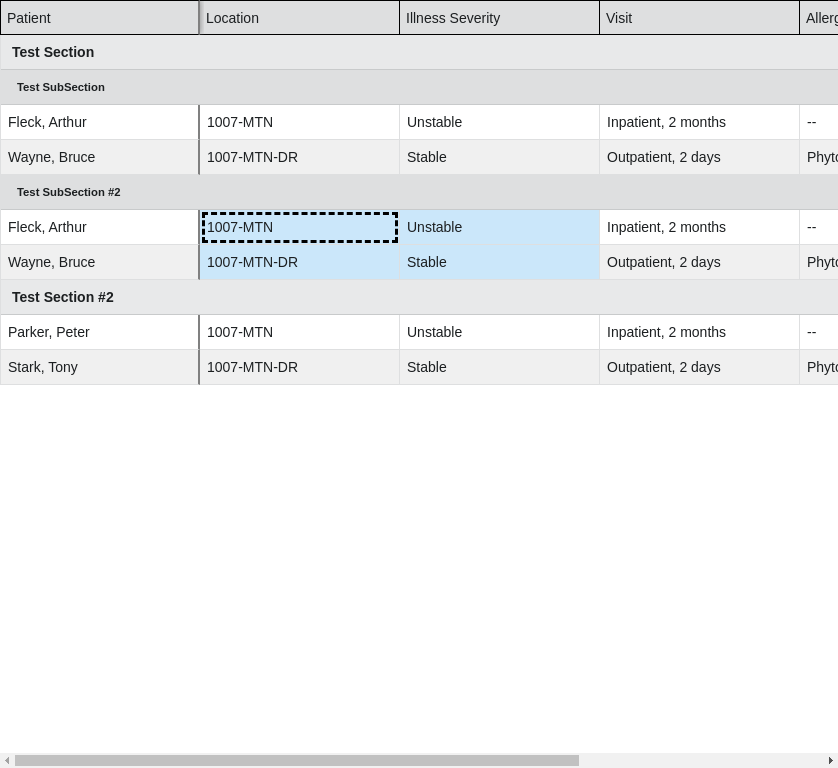 Patient Location Illness Severity Visit Allerg
Test Section
Test SubSection
Fleck, Arthur 1007-MTN Unstable Inpatient, 2 months --
Wayne, Bruce 1007-MTN-DR Stable Outpatient, 2 days Phyto
Test SubSection #2
Fleck, Arthur 1007-MTN Unstable Inpatient, 2 months --
Wayne, Bruce 1007-MTN-DR Stable Outpatient, 2 days Phyto
Test Section #2
Parker, Peter 1007-MTN Unstable Inpatient, 2 months --
Stark, Tony 1007-MTN-DR Stable Outpatient, 2 days Phyto